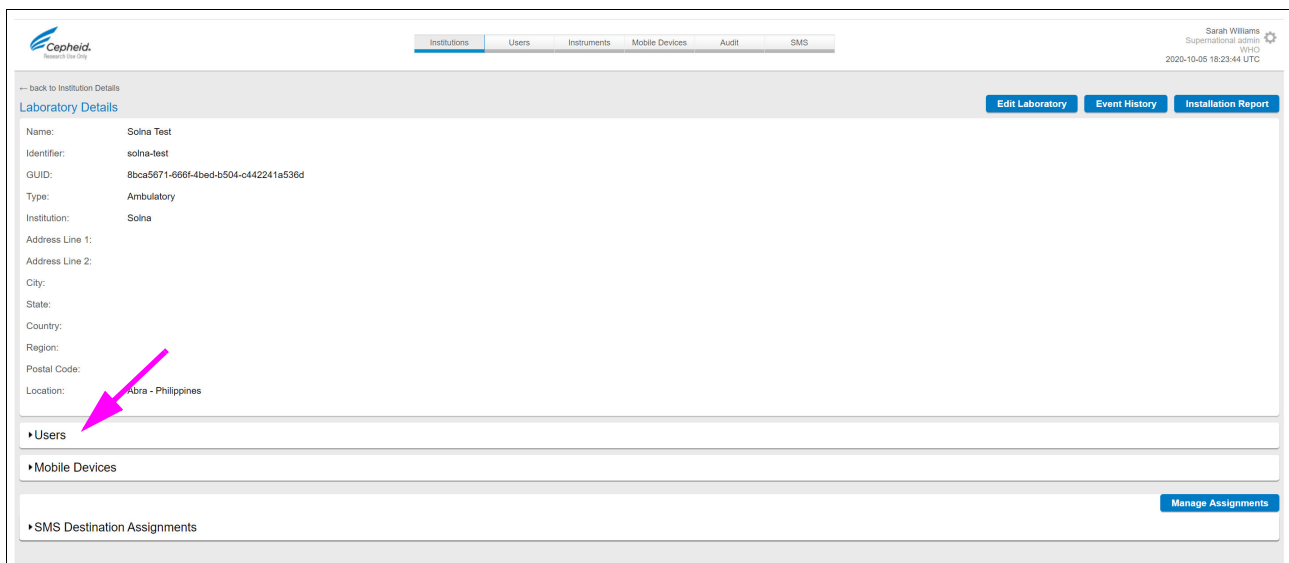 Cepheid.
Research Use Only
Institutions Users Instruments Mobile Devices Audit SMS
Sarah Williams
Supernational admin
WHO
2020-10-05 18:23:44 UTC
← back to Institution Details
Laboratory Details
Edit Laboratory Event History Installation Report
Name: Solna Test
Identifier: solna-test
GUID: 8bca5671-666f-4bed-b504-c442241a536d
Type: Ambulatory
Institution: Solna
Address Line 1:
Address Line 2:
City:
State:
Country:
Region:
Postal Code:
Location: Abra - Philippines
Users
Mobile Devices
Manage Assignments
SMS Destination Assignments